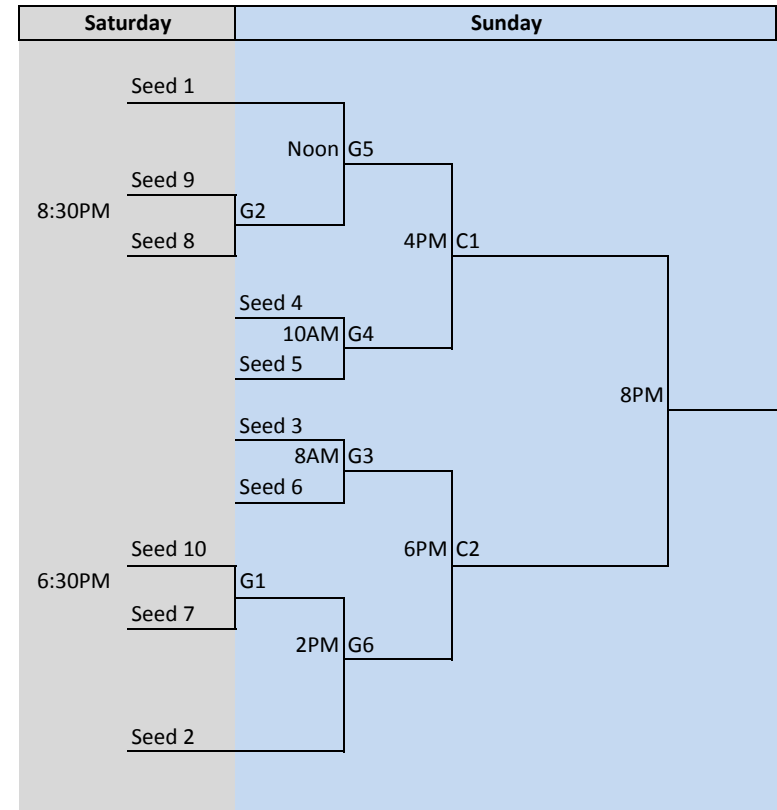 Saturday Sunday
Seed 1
Noon G5
Seed 9
8:30PM G2
Seed 8 4PM C1
Seed 4
10AM G4
Seed 5
8PM
Seed 3
8AM G3
Seed 6
Seed 10 6PM C2
6:30PM G1
Seed 7
2PM G6
Seed 2